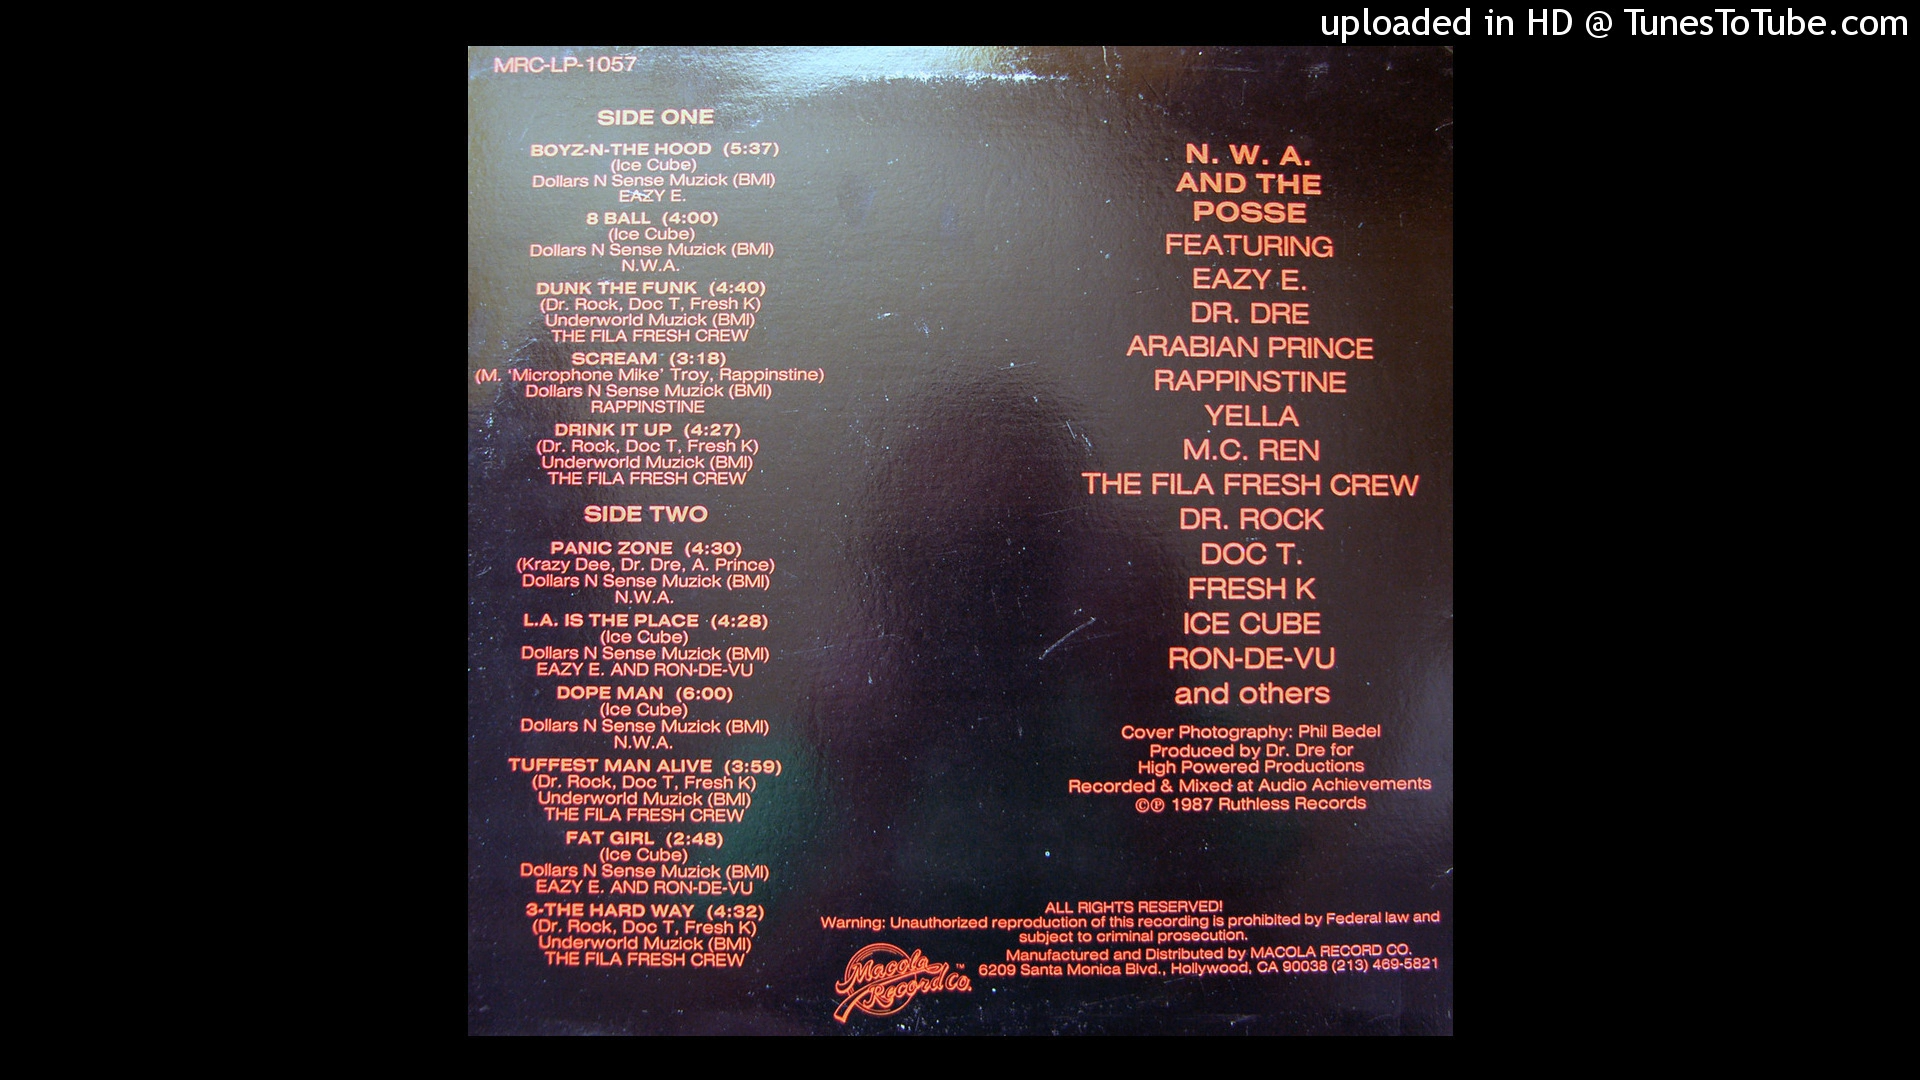 uploaded in HD @ TunesToTube.com
MRC-LP-1057
SIDE ONE
BOYZ-N-THE HOOD (5:37)
(Ice Cube)
Dollars N Sense Muzick (BMI)
EAZY E.
8 BALL (4:00)
(Ice Cube)
Dollars N Sense Muzick (BMI)
N.W.A.
DUNK THE FUNK (4:40)
(Dr. Rock, Doc T, Fresh K)
Underworld Muzick (BMI)
THE FILA FRESH CREW
SCREAM (3:18)
(M. 'Microphone Mike' Troy, Rappinstine)
Dollars N Sense Muzick (BMI)
RAPPINSTINE
DRINK IT UP (4:27)
(Dr. Rock, Doc T, Fresh K)
Underworld Muzick (BMI)
THE FILA FRESH CREW
SIDE TWO
PANIC ZONE (4:30)
(Krazy Dee, Dr. Dre, A. Prince)
Dollars N Sense Muzick (BMI)
N.W.A.
L.A. IS THE PLACE (4:28)
(Ice Cube)
Dollars N Sense Muzick (BMI)
EAZY E. AND RON-DE-VU
DOPE MAN (6:00)
(Ice Cube)
Dollars N Sense Muzick (BMI)
N.W.A.
TUFFEST MAN ALIVE (3:59)
(Dr. Rock, Doc T, Fresh K)
Underworld Muzick (BMI)
THE FILA FRESH CREW
FAT GIRL (2:48)
(Ice Cube)
Dollars N Sense Muzick (BMI)
EAZY E. AND RON-DE-VU
3-THE HARD WAY (4:32)
(Dr. Rock, Doc T, Fresh K)
Underworld Muzick (BMI)
THE FILA FRESH CREW
N. W. A.
AND THE
POSSE
FEATURING
EAZY E.
DR. DRE
ARABIAN PRINCE
RAPPINSTINE
YELLA
M.C. REN
THE FILA FRESH CREW
DR. ROCK
DOC T.
FRESH K
ICE CUBE
RON-DE-VU
and others
Cover Photography: Phil Bedel
Produced by Dr. Dre for
High Powered Productions
Recorded & Mixed at Audio Achievements
©℗ 1987 Ruthless Records
ALL RIGHTS RESERVED!
Warning: Unauthorized reproduction of this recording is prohibited by Federal law and
subject to criminal prosecution.
Manufactured and Distributed by MACOLA RECORD CO.
6209 Santa Monica Blvd., Hollywood, CA 90038 (213) 469-5821
Macola
Record Co.™